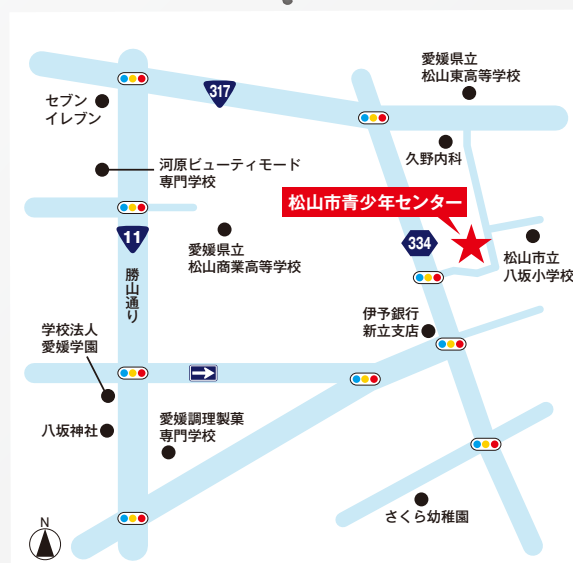 愛媛県立
松山東高等学校
317
セブン
イレブン
久野内科
河原ビューティモード
専門学校
松山市青少年センター
11
334
愛媛県立
松山商業高等学校
松山市立
八坂小学校
勝山通り
伊予銀行
新立支店
学校法人
愛媛学園
愛媛調理製菓
専門学校
八坂神社
さくら幼稚園
N